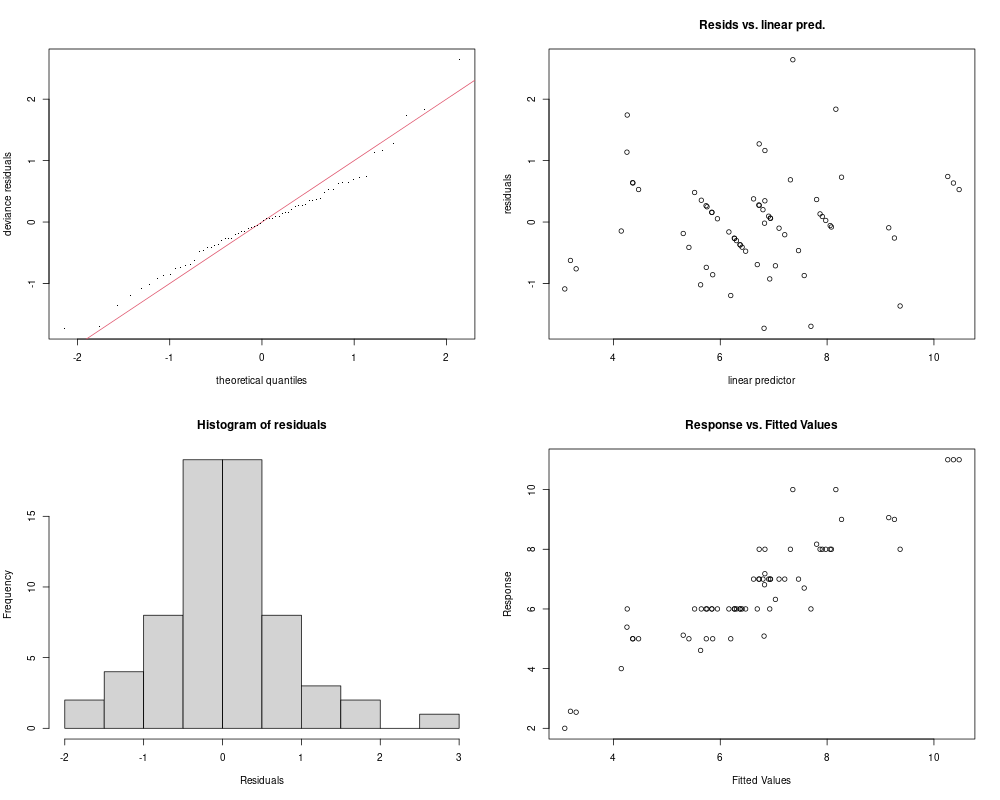 2
1
0
-1
deviance residuals
-2 -1 0 1 2
theoretical quantiles
Resids vs. linear pred.
2
1
0
-1
residuals
4 6 8 10
linear predictor
Histogram of residuals
15
10
5
0
Frequency
-2 -1 0 1 2 3
Residuals
Response vs. Fitted Values
10
8
6
4
2
Response
4 6 8 10
Fitted Values